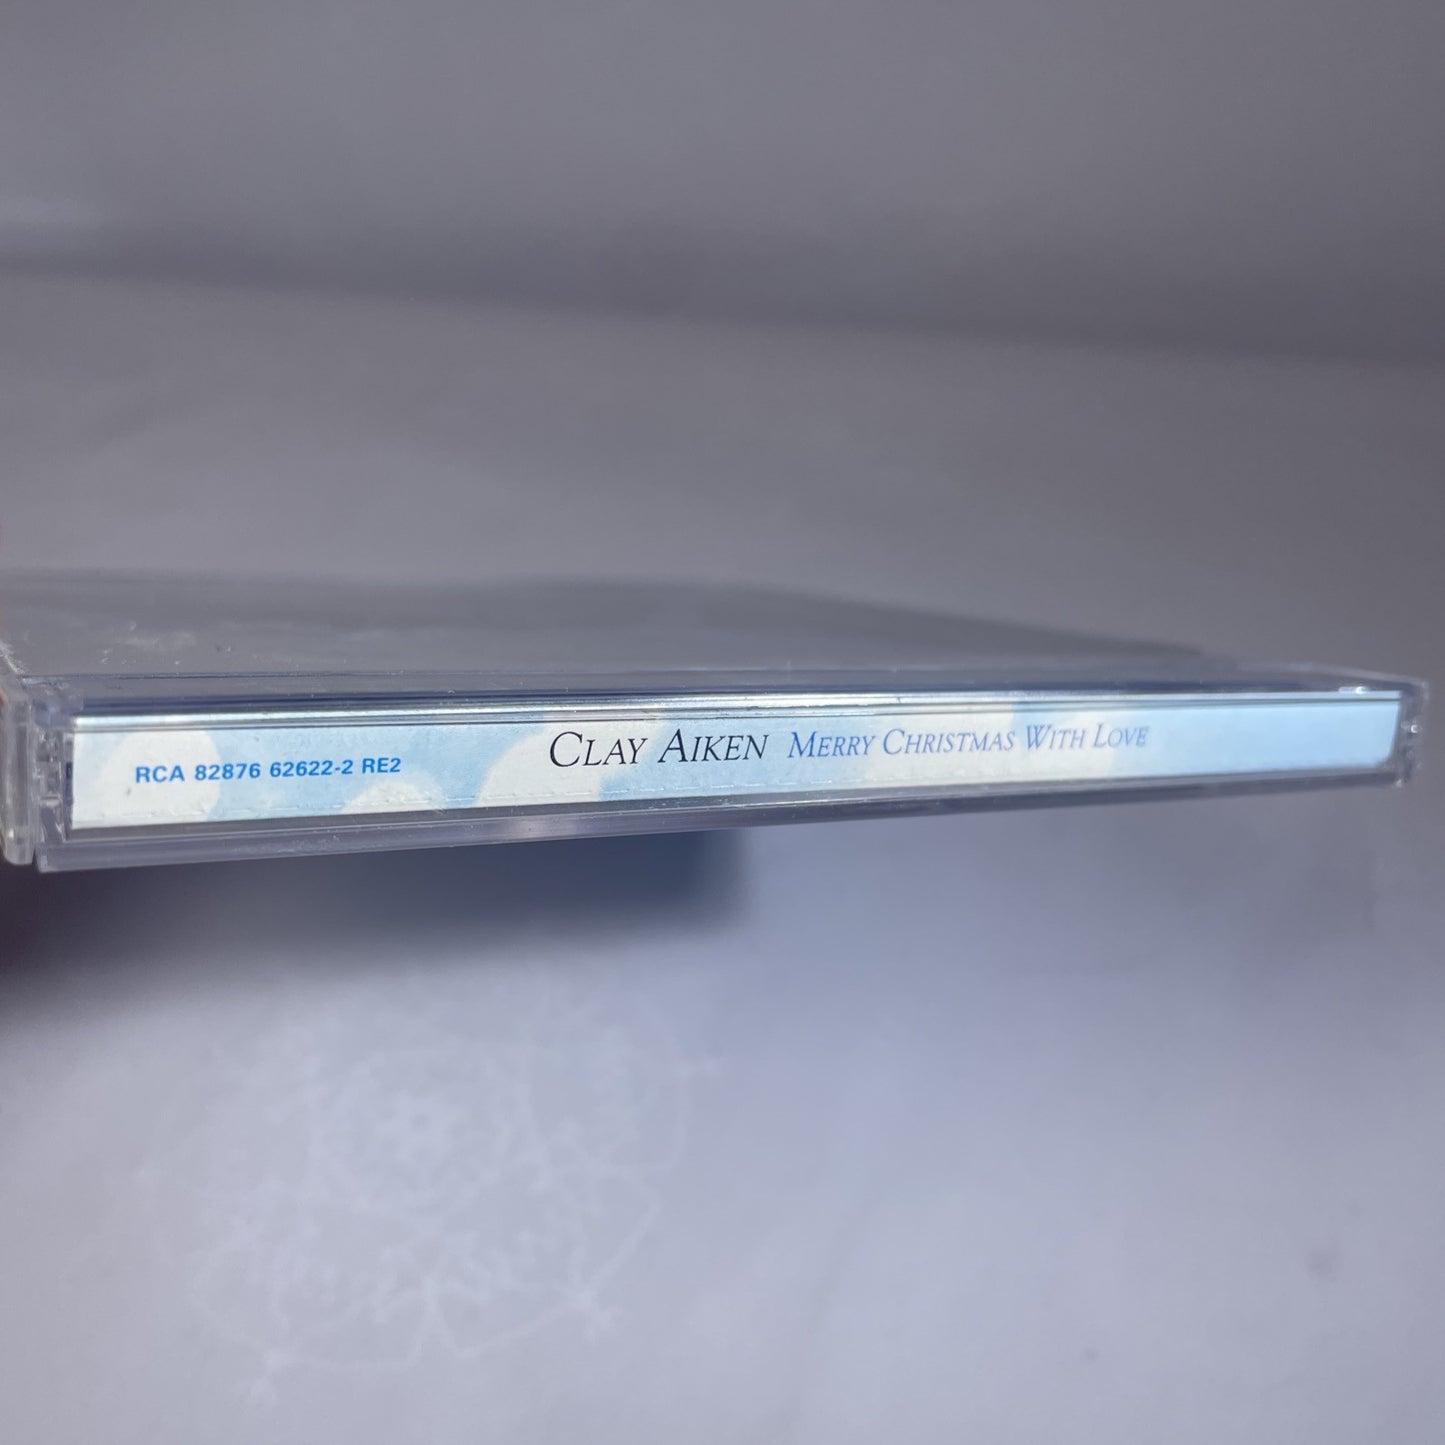 RCA 82876 62622-2 RE2 CLAY AIKEN MERRY CHRISTMAS WITH LOVE